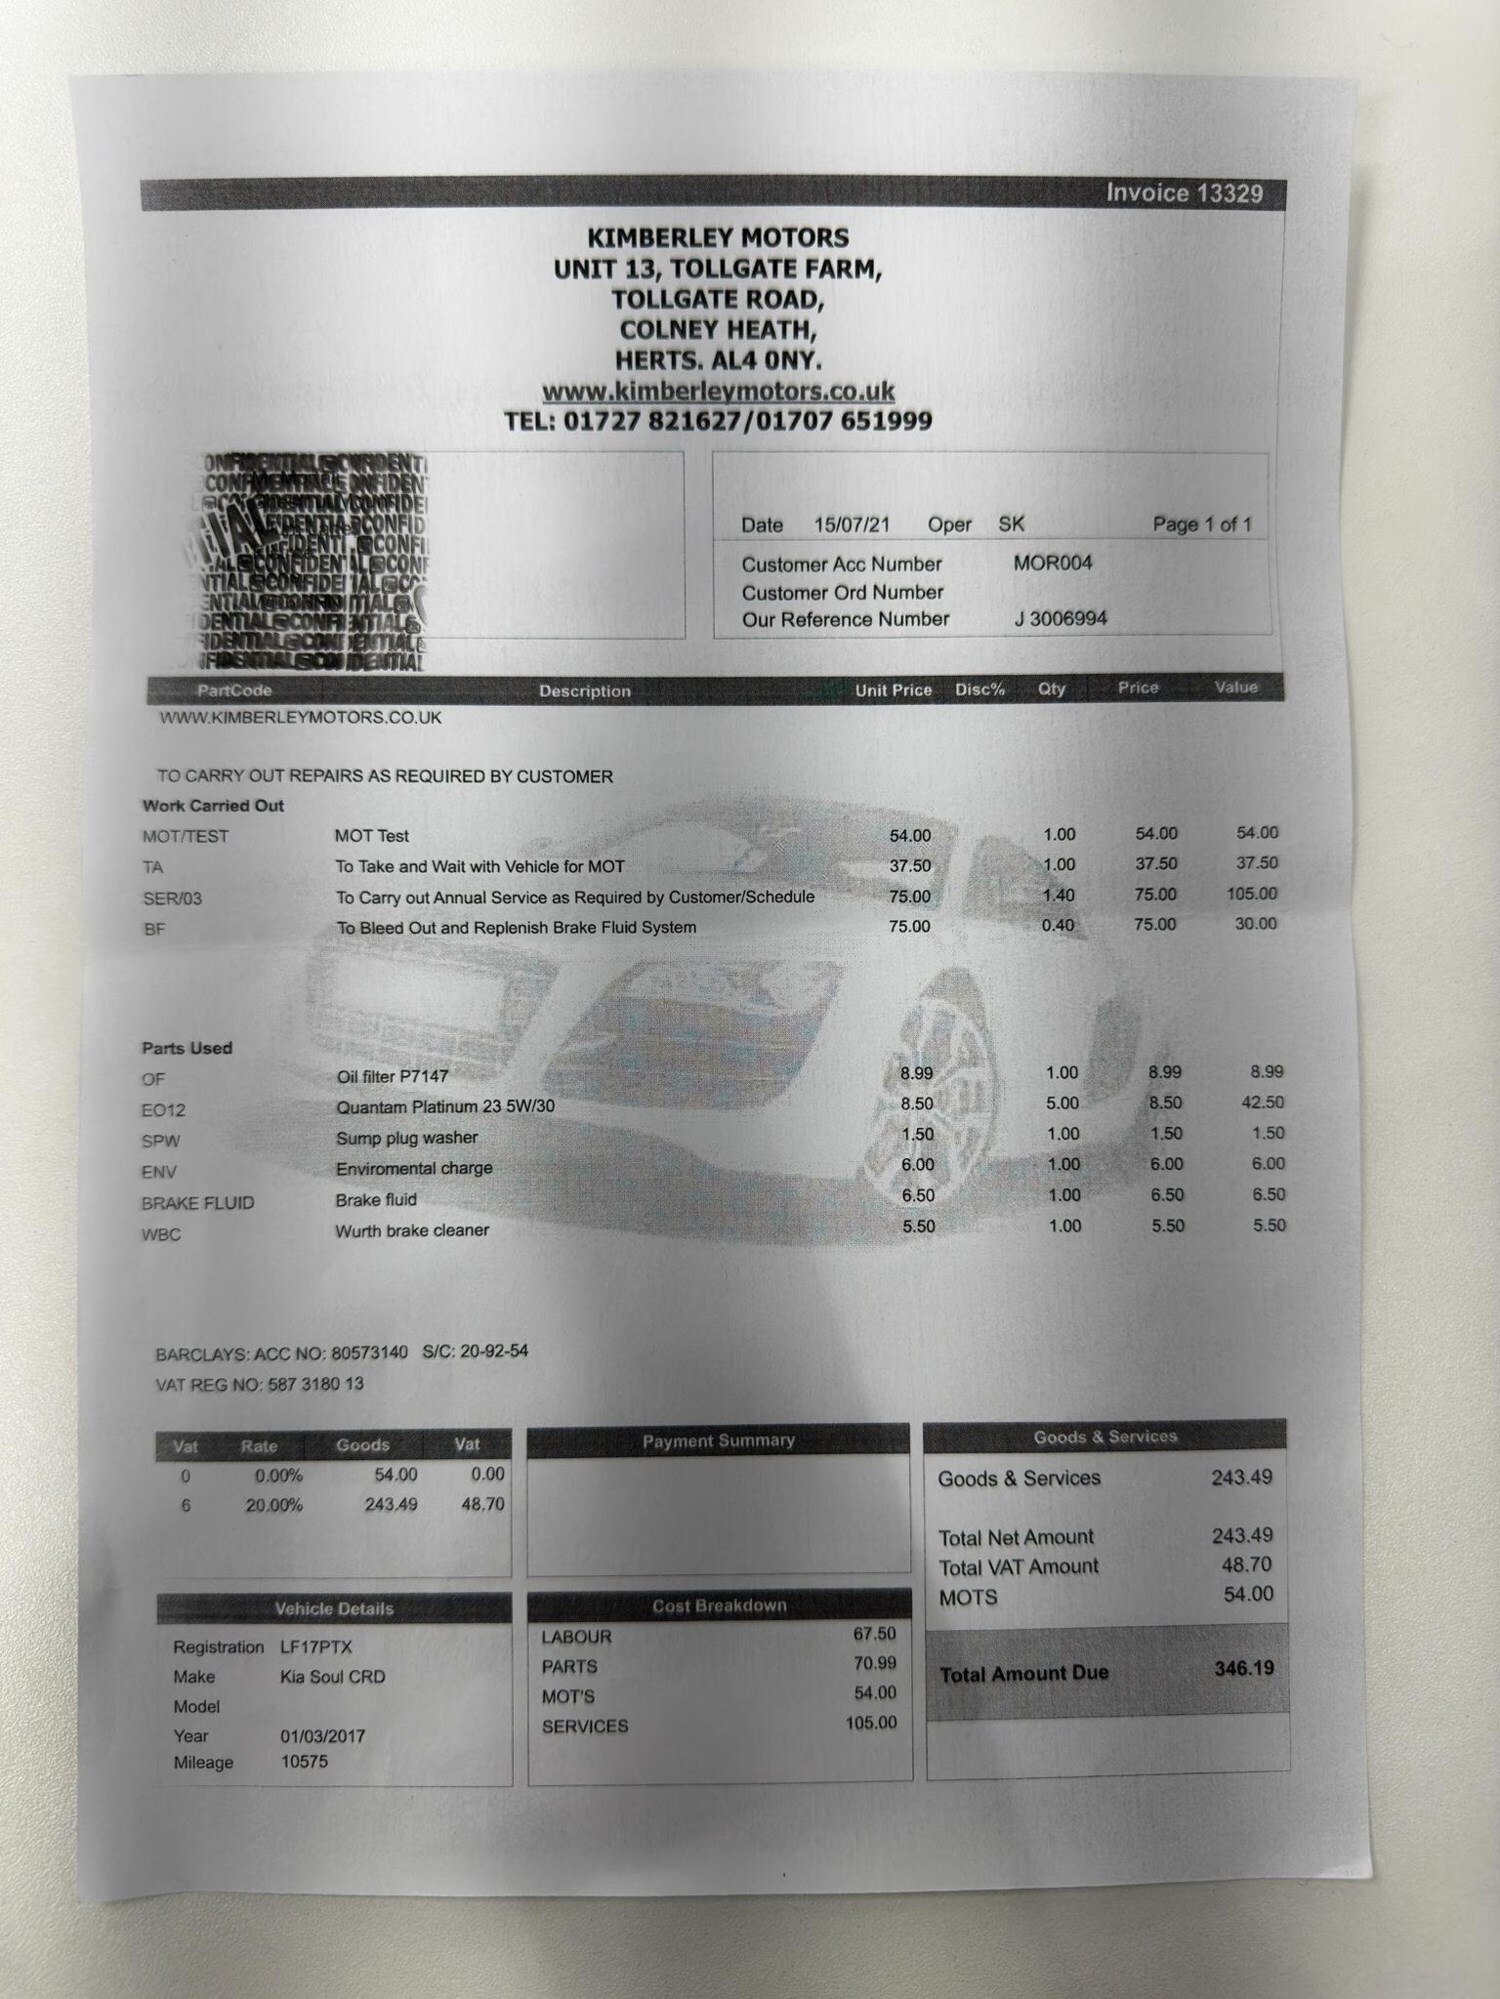 Invoice 13329
KIMBERLEY MOTORS
UNIT 13, TOLLGATE FARM,
TOLLGATE ROAD,
COLNEY HEATH,
HERTS. AL4 0NY.
www.kimberleymotors.co.uk
TEL: 01727 821627/01707 651999
Date 15/07/21 Oper SK Page 1 of 1
Customer Acc Number MOR004
Customer Ord Number
Our Reference Number J 3006994
PartCode Description Unit Price Disc% Qty Price Value
WWW.KIMBERLEYMOTORS.CO.UK
TO CARRY OUT REPAIRS AS REQUIRED BY CUSTOMER
Work Carried Out
MOT/TEST MOT Test 54.00 1.00 54.00 54.00
TA To Take and Wait with Vehicle for MOT 37.50 1.00 37.50 37.50
SER/03 To Carry out Annual Service as Required by Customer/Schedule 75.00 1.40 75.00 105.00
BF To Bleed Out and Replenish Brake Fluid System 75.00 0.40 75.00 30.00
Parts Used
OF Oil filter P7147 8.99 1.00 8.99 8.99
EO12 Quantam Platinum 23 5W/30 8.50 5.00 8.50 42.50
SPW Sump plug washer 1.50 1.00 1.50 1.50
ENV Enviromental charge 6.00 1.00 6.00 6.00
BRAKE FLUID Brake fluid 6.50 1.00 6.50 6.50
WBC Wurth brake cleaner 5.50 1.00 5.50 5.50
BARCLAYS: ACC NO: 80573140 S/C: 20-92-54
VAT REG NO: 587 3180 13
Vat Rate Goods Vat
0 0.00% 54.00 0.00
6 20.00% 243.49 48.70
Payment Summary
Goods & Services
Goods & Services 243.49
Total Net Amount 243.49
Total VAT Amount 48.70
MOTS 54.00
Total Amount Due 346.19
Vehicle Details
Registration LF17PTX
Make Kia Soul CRD
Model
Year 01/03/2017
Mileage 10575
Cost Breakdown
LABOUR 67.50
PARTS 70.99
MOT'S 54.00
SERVICES 105.00